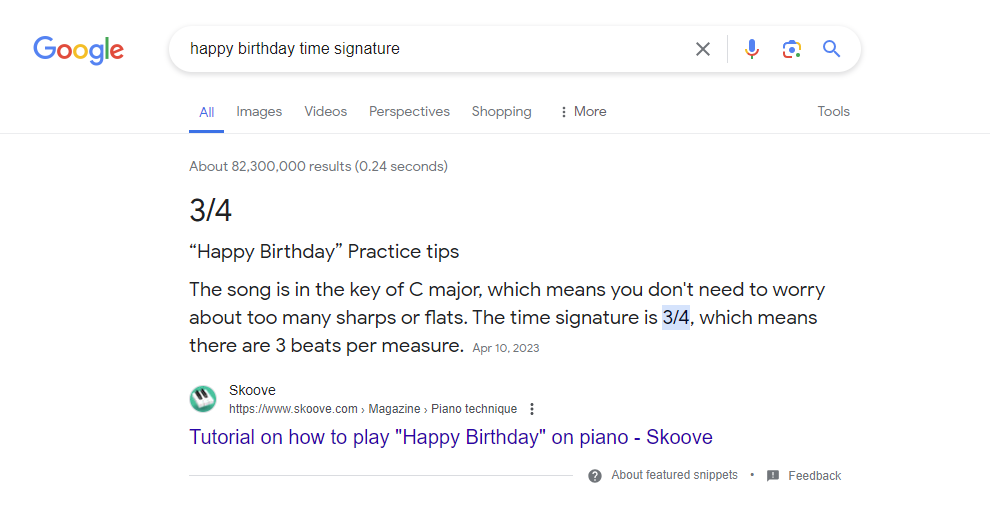 Google
happy birthday time signature
All Images Videos Perspectives Shopping More Tools
About 82,300,000 results (0.24 seconds)
3/4
“Happy Birthday” Practice tips
The song is in the key of C major, which means you don't need to worry
about too many sharps or flats. The time signature is 3/4, which means
there are 3 beats per measure. Apr 10, 2023
Skoove
https://www.skoove.com › Magazine › Piano technique
Tutorial on how to play "Happy Birthday" on piano - Skoove
About featured snippets • Feedback